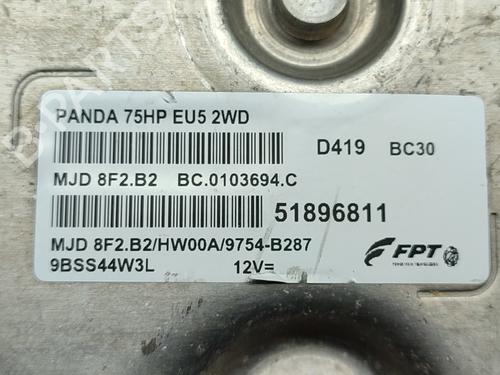 PANDA 75HP EU5 2WD
D419 BC30
MJD 8F2.B2 BC.0103694.C
51896811
MJD 8F2.B2/HW00A/9754-B287
9BSS44W3L 12V=
FPT
B-PARTS